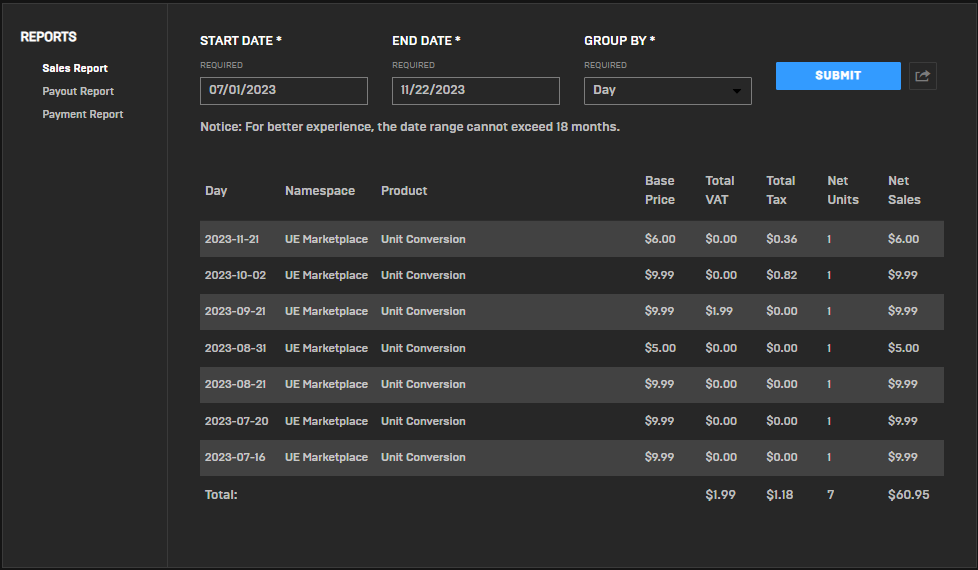 REPORTS
Sales Report
Payout Report
Payment Report
START DATE * END DATE * GROUP BY *
REQUIRED REQUIRED REQUIRED
07/01/2023 11/22/2023 Day SUBMIT
Notice: For better experience, the date range cannot exceed 18 months.
Day Namespace Product Base Price Total VAT Total Tax Net Units Net Sales
2023-11-21 UE Marketplace Unit Conversion $6.00 $0.00 $0.36 1 $6.00
2023-10-02 UE Marketplace Unit Conversion $9.99 $0.00 $0.82 1 $9.99
2023-09-21 UE Marketplace Unit Conversion $9.99 $1.99 $0.00 1 $9.99
2023-08-31 UE Marketplace Unit Conversion $5.00 $0.00 $0.00 1 $5.00
2023-08-21 UE Marketplace Unit Conversion $9.99 $0.00 $0.00 1 $9.99
2023-07-20 UE Marketplace Unit Conversion $9.99 $0.00 $0.00 1 $9.99
2023-07-16 UE Marketplace Unit Conversion $9.99 $0.00 $0.00 1 $9.99
Total: $1.99 $1.18 7 $60.95